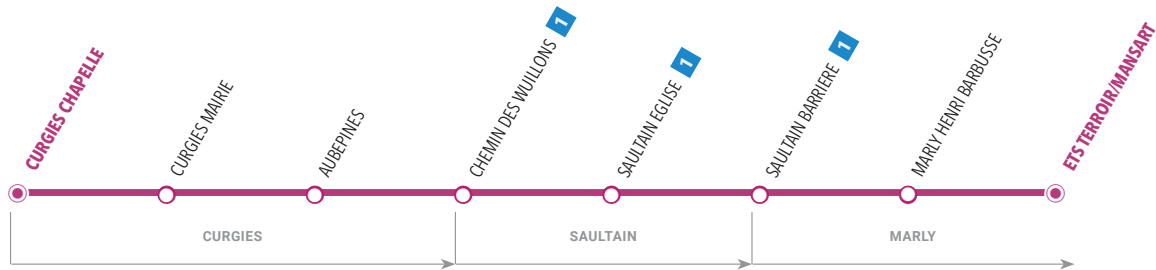 CURGIES CHAPELLE
CURGIES MAIRIE
AUBEPINES
CHEMIN DES WUILLONS 1
SAULTAIN EGLISE 1
SAULTAIN BARRIERE 1
MARLY HENRI BARBUSSE
ETS TERROIR/MANSART
CURGIES
SAULTAIN
MARLY